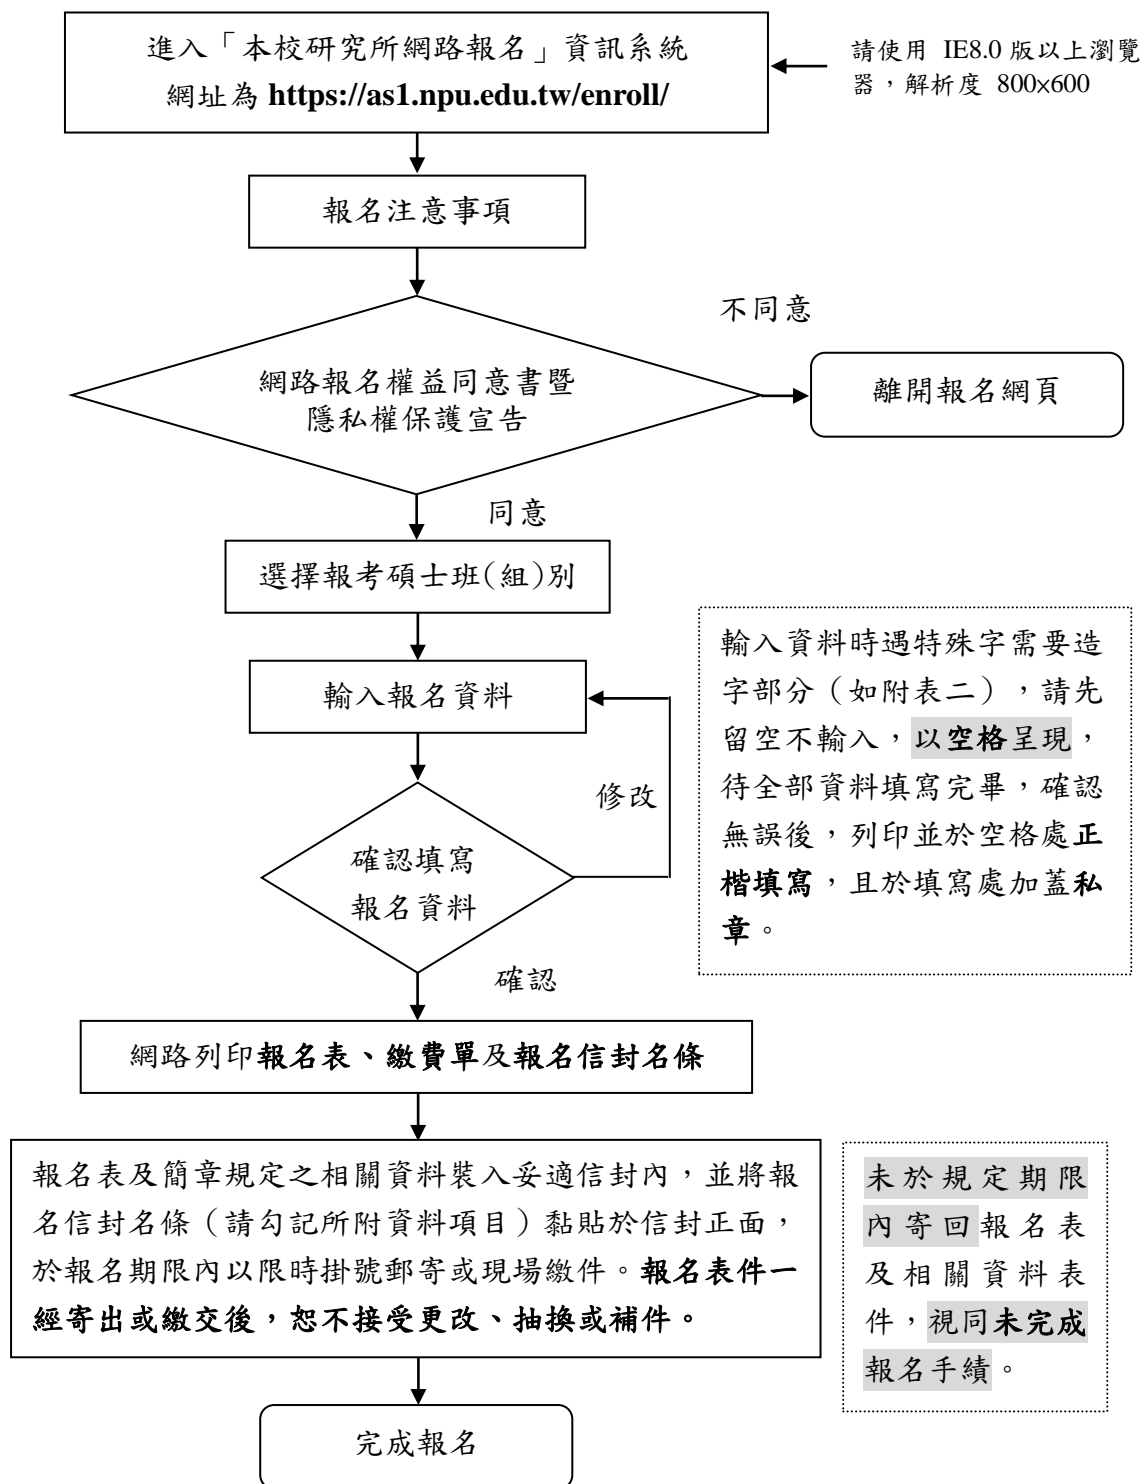 進入「本校研究所網路報名」資訊系統
網址為 https://as1.npu.edu.tw/enroll/
請使用 IE8.0 版以上瀏覽
器，解析度 800×600
報名注意事項
不同意
網路報名權益同意書暨
隱私權保護宣告
離開報名網頁
同意
選擇報考碩士班(組)別
輸入報名資料
修改
輸入資料時遇特殊字需要造
字部分（如附表二），請先
留空不輸入，以空格呈現，
待全部資料填寫完畢，確認
無誤後，列印並於空格處正
楷填寫，且於填寫處加蓋私
章。
確認填寫
報名資料
確認
網路列印報名表、繳費單及報名信封名條
報名表及簡章規定之相關資料裝入妥適信封內，並將報
名信封名條（請勾記所附資料項目）黏貼於信封正面，
於報名期限內以限時掛號郵寄或現場繳件。報名表件一
經寄出或繳交後，恕不接受更改、抽換或補件。
未於規定期限
內寄回報名表
及相關資料表
件，視同未完成
報名手續。
完成報名